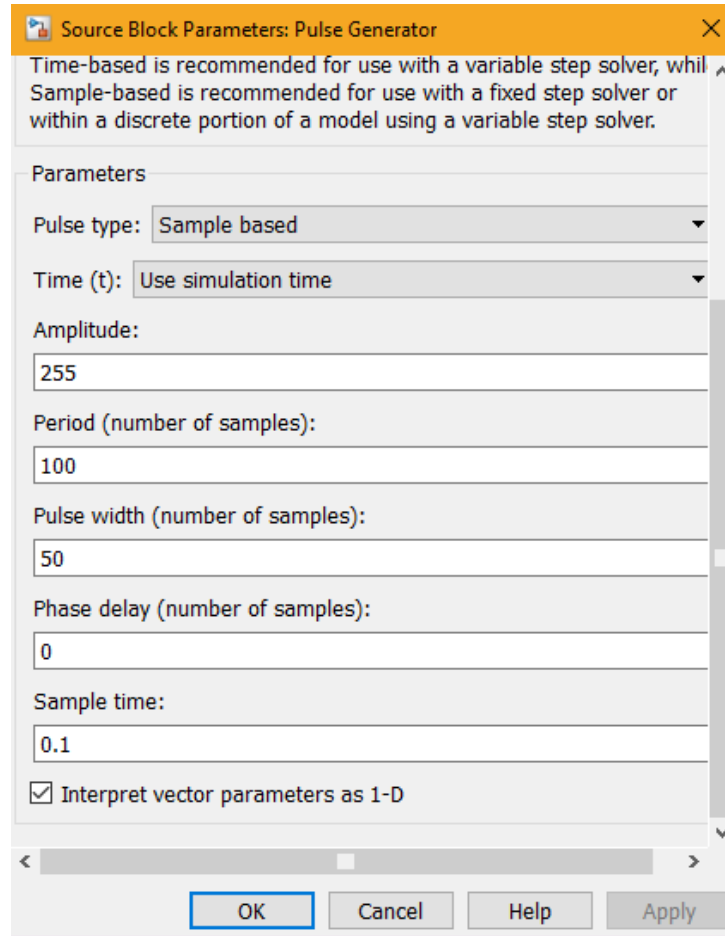 Source Block Parameters: Pulse Generator
Time-based is recommended for use with a variable step solver, while
Sample-based is recommended for use with a fixed step solver or
within a discrete portion of a model using a variable step solver.
Parameters
Pulse type: Sample based
Time (t): Use simulation time
Amplitude:
255
Period (number of samples):
100
Pulse width (number of samples):
50
Phase delay (number of samples):
0
Sample time:
0.1
Interpret vector parameters as 1-D
OK Cancel Help Apply